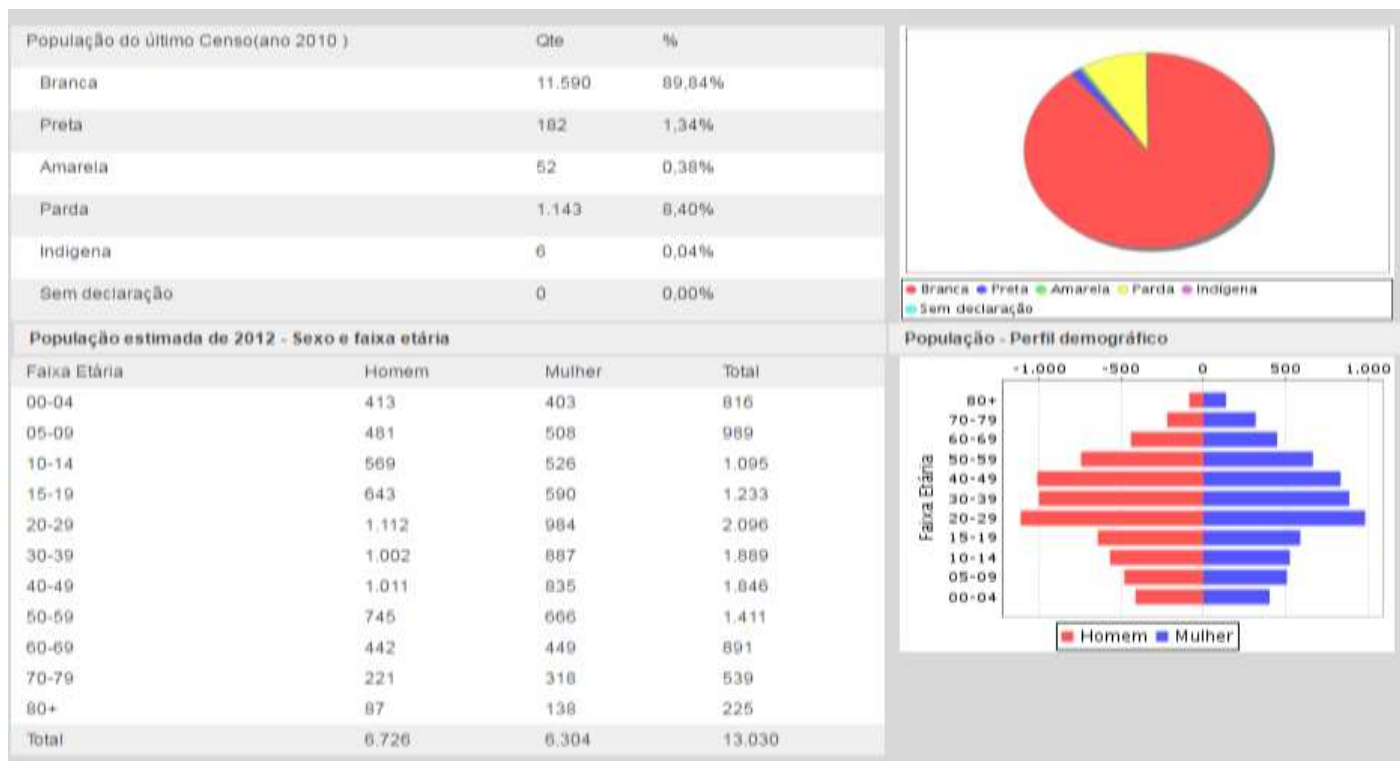 População do último Censo(ano 2010 ) Qte %
Branca 11.590 89,84%
Preta 182 1,34%
Amarela 52 0,38%
Parda 1.143 8,40%
Indigena 6 0,04%
Sem declaração 0 0,00%
Branca Preta Amarela Parda Indígena
Sem declaração
População estimada de 2012 - Sexo e faixa etária
Faixa Etária Homem Mulher Total
00-04 413 403 816
05-09 481 508 989
10-14 569 526 1.095
15-19 643 590 1.233
20-29 1.112 984 2.096
30-39 1.002 887 1.889
40-49 1.011 835 1.846
50-59 745 666 1.411
60-69 442 449 891
70-79 221 318 539
80+ 87 138 225
Total 6.726 6.304 13.030
População - Perfil demográfico
-1.000 -500 0 500 1.000
Faixa Etária
80+
70-79
60-69
50-59
40-49
30-39
20-29
15-19
10-14
05-09
00-04
Homem Mulher